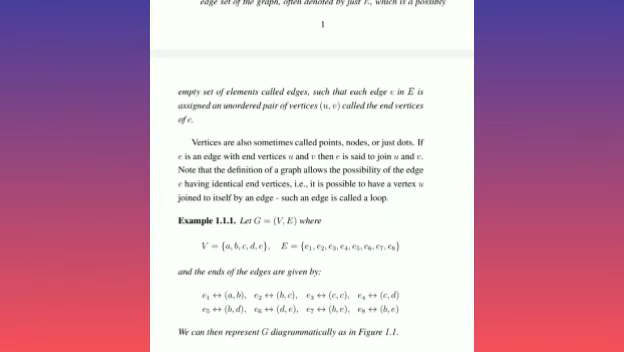 edge set of the graph, often denoted by just E, which is a possibly
1
empty set of elements called edges, such that each edge e in E is
assigned an unordered pair of vertices (u, v) called the end vertices
of e.
Vertices are also sometimes called points, nodes, or just dots. If
e is an edge with end vertices u and v then e is said to join u and v.
Note that the definition of a graph allows the possibility of the edge
e having identical end vertices, i.e., it is possible to have a vertex u
joined to itself by an edge - such an edge is called a loop.
Example 1.1.1. Let G = (V, E) where
V = {a, b, c, d, e}, E = {e₁, e₂, e₃, e₄, e₅, e₆, e₇, e₈}
and the ends of the edges are given by:
e₁ ↔ (a, b), e₂ ↔ (b, c), e₃ ↔ (c, c), e₄ ↔ (c, d)
e₅ ↔ (b, d), e₆ ↔ (d, e), e₇ ↔ (b, e), e₈ ↔ (b, e)
We can then represent G diagrammatically as in Figure 1.1.